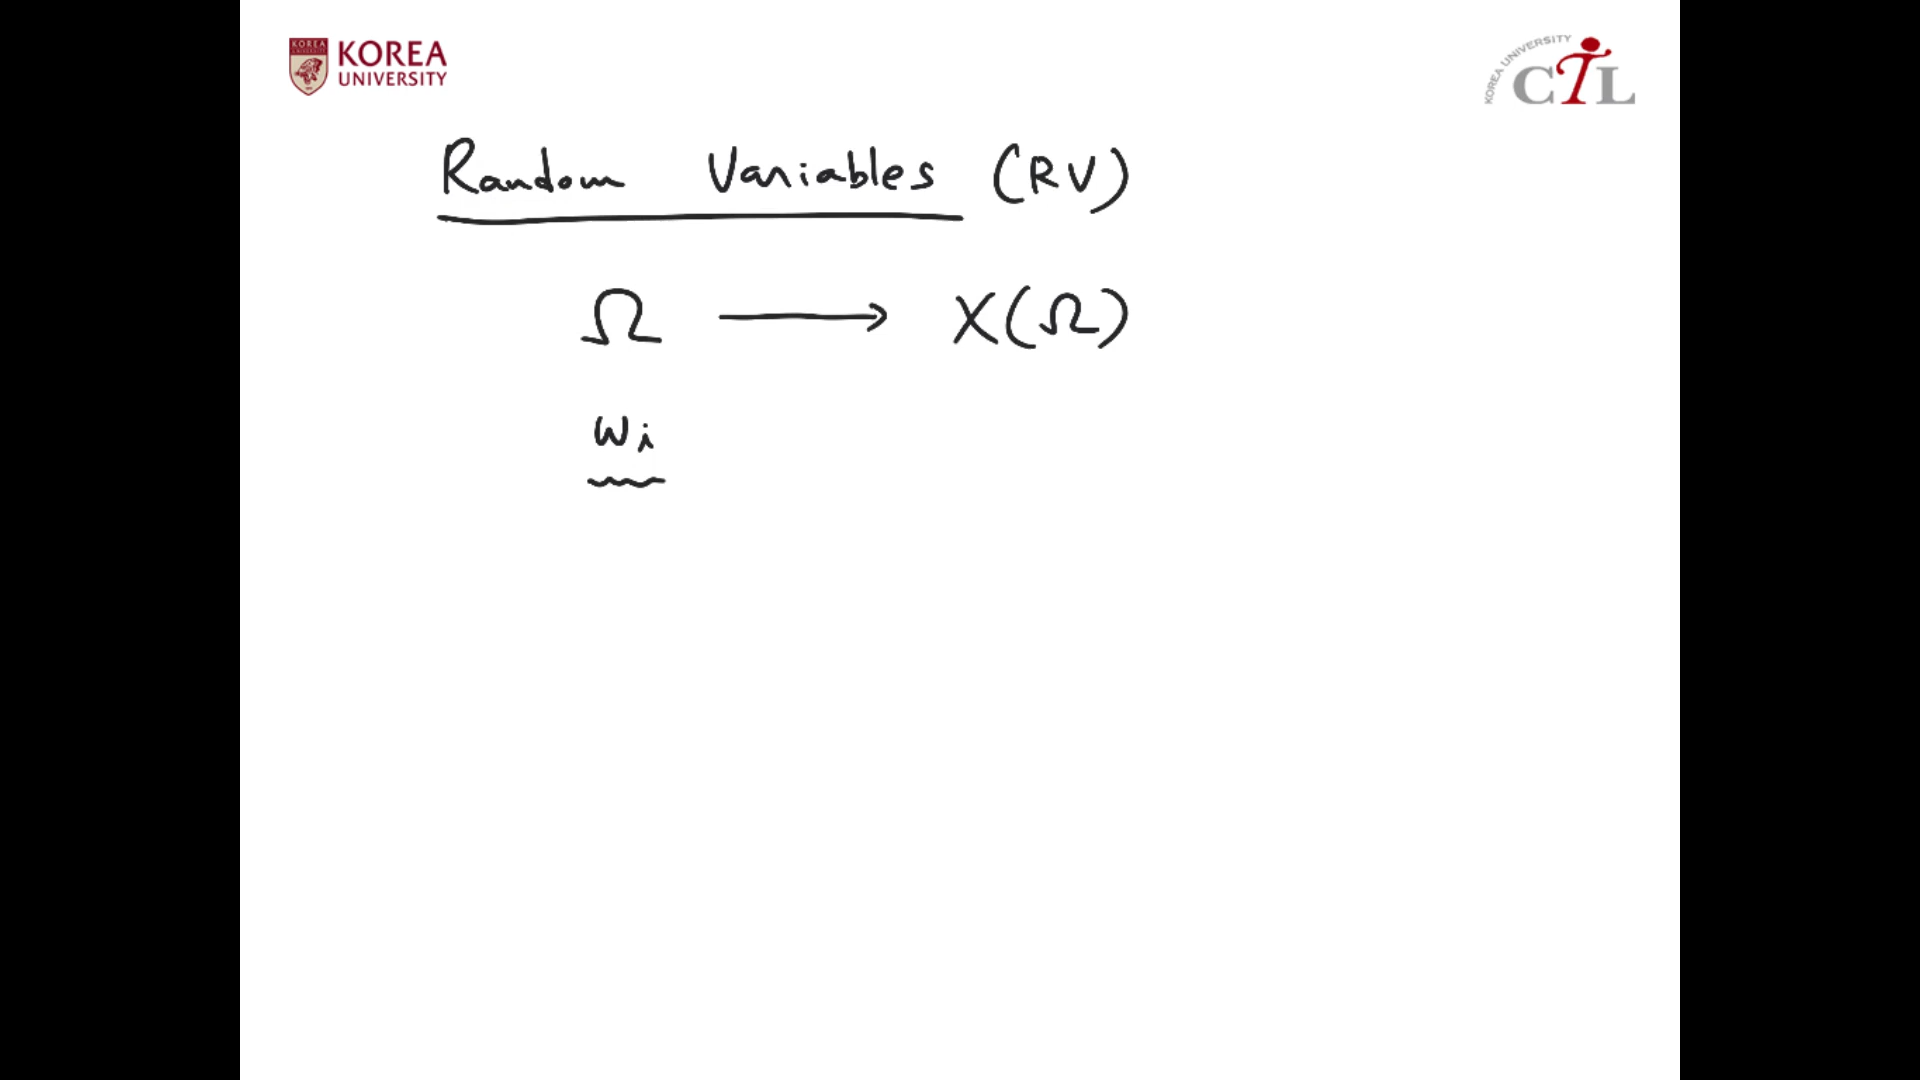 KOREA
UNIVERSITY
KOREA UNIVERSITY
CTL
Random Variables (RV)
Ω ⟶ X(Ω)
ωi